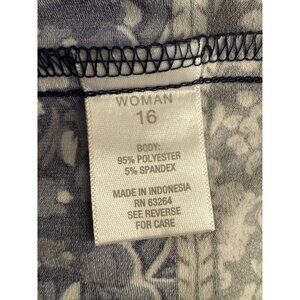 WOMAN
16
BODY:
95% POLYESTER
5% SPANDEX
MADE IN INDONESIA
RN 63264
SEE REVERSE
FOR CARE